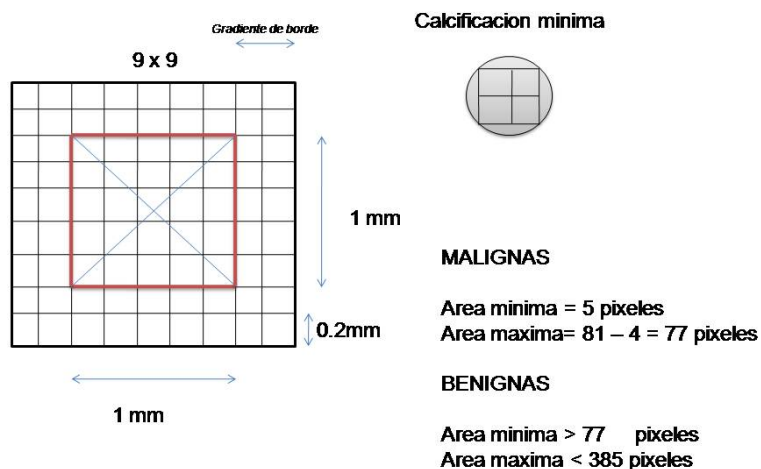 Gradiente de borde
9 x 9
1 mm
0.2mm
1 mm
Calcificacion minima
MALIGNAS
Area minima = 5 pixeles
Area maxima= 81 – 4 = 77 pixeles
BENIGNAS
Area minima > 77 pixeles
Area maxima < 385 pixeles